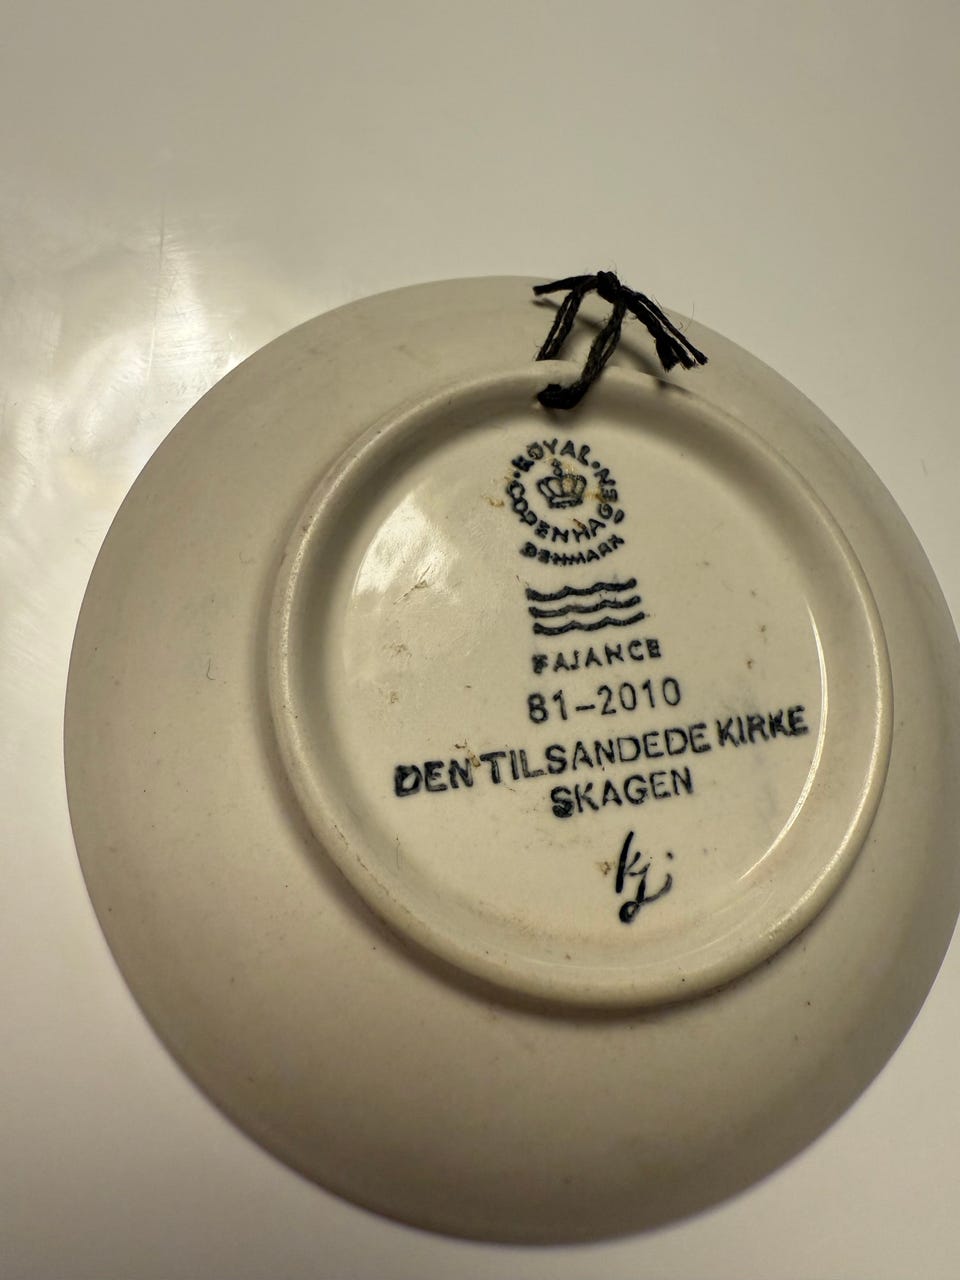 ROYAL COPENHAGEN
DENMARK
FAJANCE
81-2010
DEN TILSANDEDE KIRKE
SKAGEN